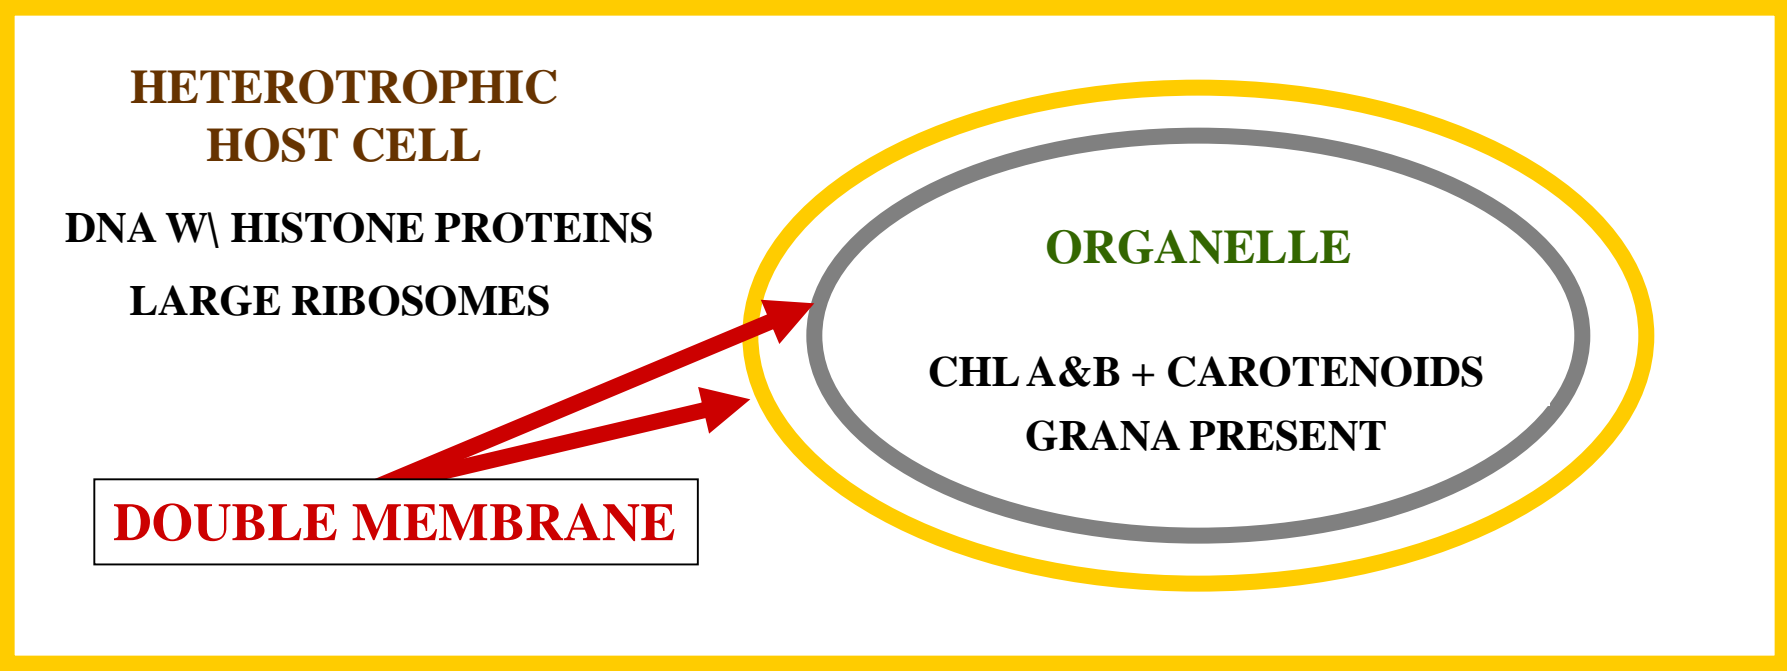 HETEROTROPHIC
HOST CELL
DNA W\ HISTONE PROTEINS
LARGE RIBOSOMES
DOUBLE MEMBRANE
ORGANELLE
CHL A&B + CAROTENOIDS
GRANA PRESENT